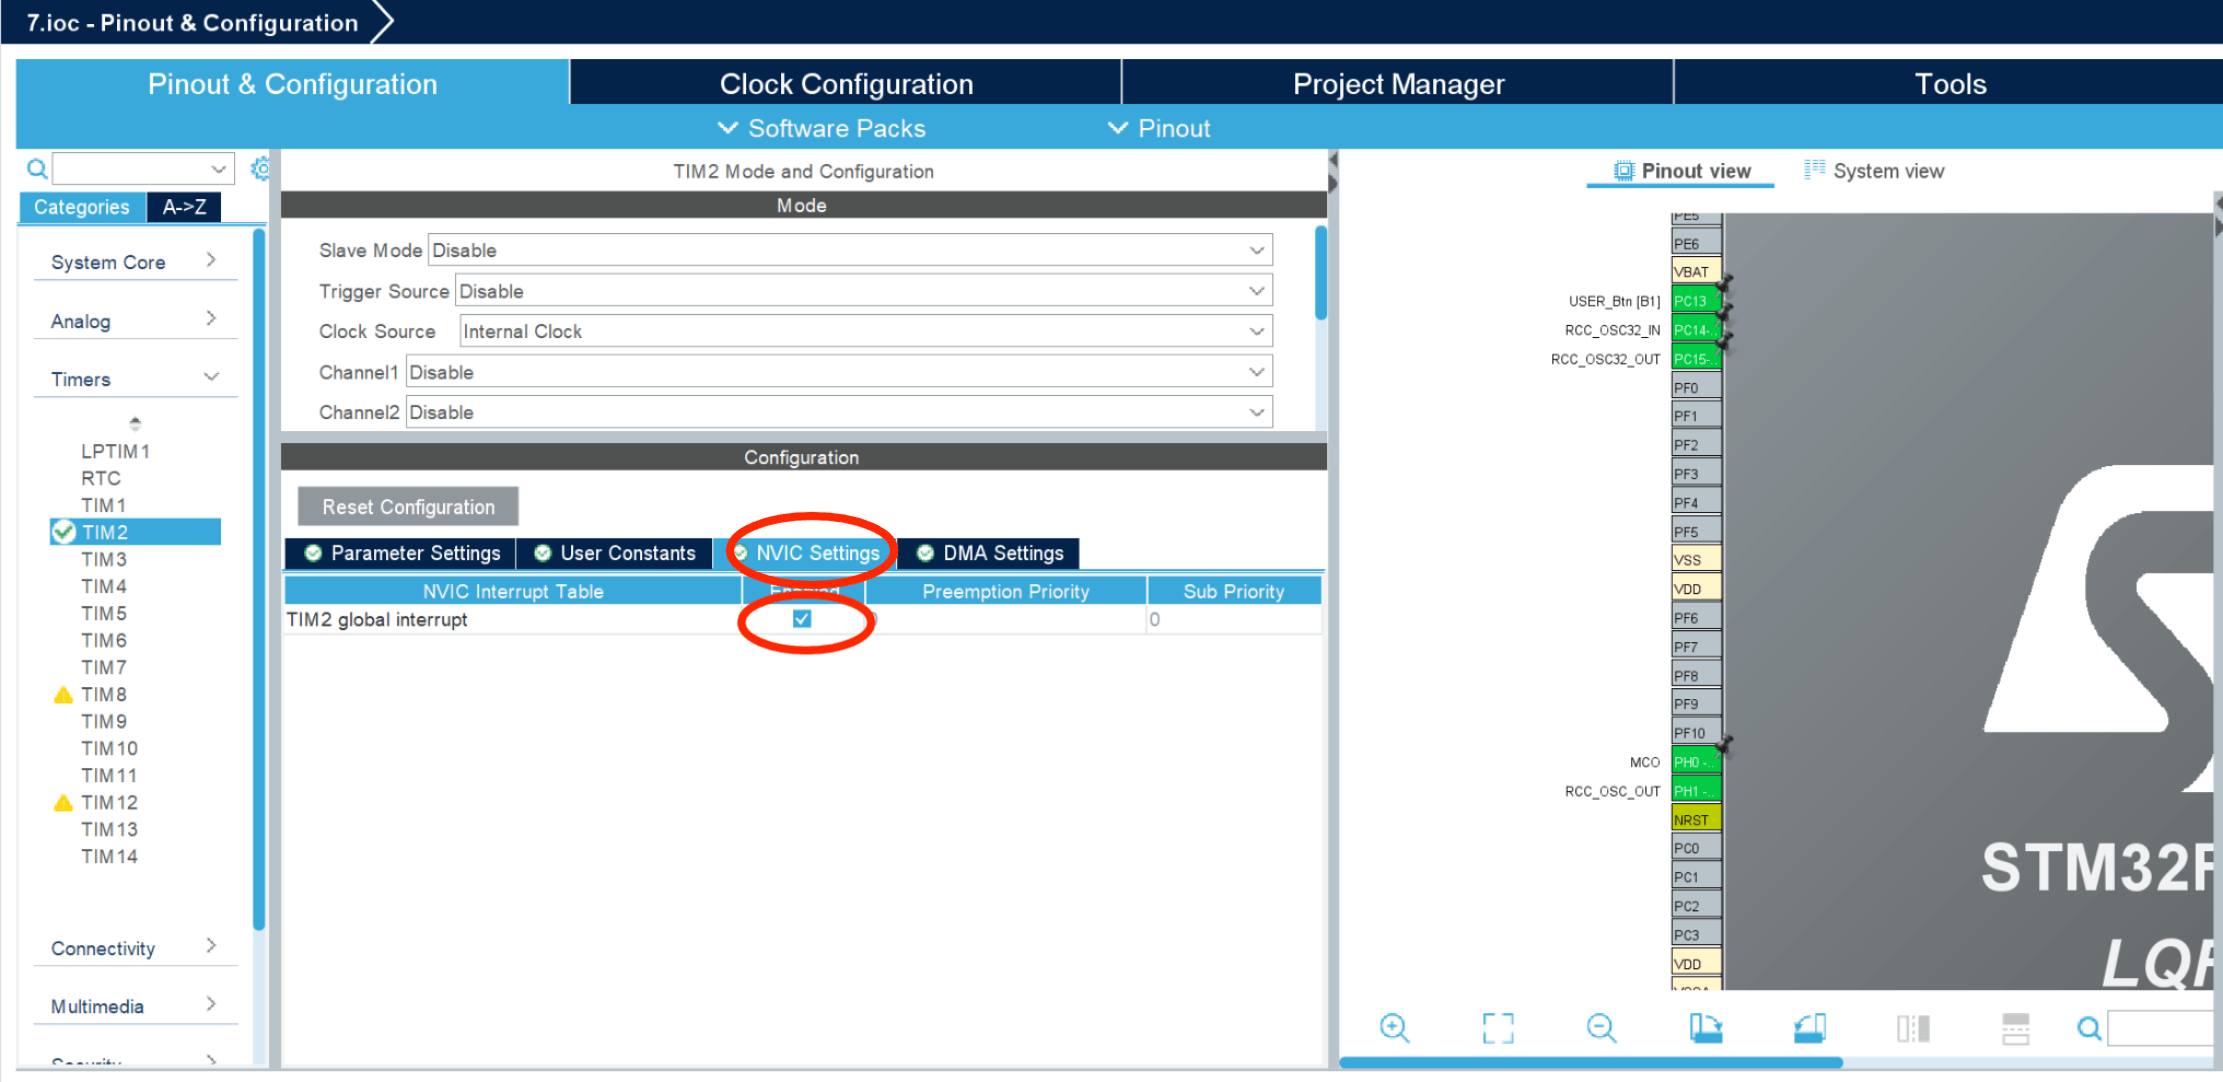 7.ioc - Pinout & Configuration
Pinout & Configuration
Clock Configuration
Project Manager
Tools
Software Packs
Pinout
Categories
A->Z
System Core
Analog
Timers
LPTIM1
RTC
TIM1
TIM2
TIM3
TIM4
TIM5
TIM6
TIM7
TIM8
TIM9
TIM10
TIM11
TIM12
TIM13
TIM14
Connectivity
Multimedia
Security
TIM2 Mode and Configuration
Mode
Slave Mode Disable
Trigger Source Disable
Clock Source Internal Clock
Channel1 Disable
Channel2 Disable
Configuration
Reset Configuration
Parameter Settings
User Constants
NVIC Settings
DMA Settings
NVIC Interrupt Table Enabled Preemption Priority Sub Priority
TIM2 global interrupt 0 0
Pinout view
System view
PE5
PE6
VBAT
USER_Btn [B1] PC13
RCC_OSC32_IN PC14-..
RCC_OSC32_OUT PC15-..
PF0
PF1
PF2
PF3
PF4
PF5
VSS
VDD
PF6
PF7
PF8
PF9
PF10
MCO PH0 -..
RCC_OSC_OUT PH1 -..
NRST
PC0
PC1
PC2
PC3
VDD
VSSA
STM32F
LQF